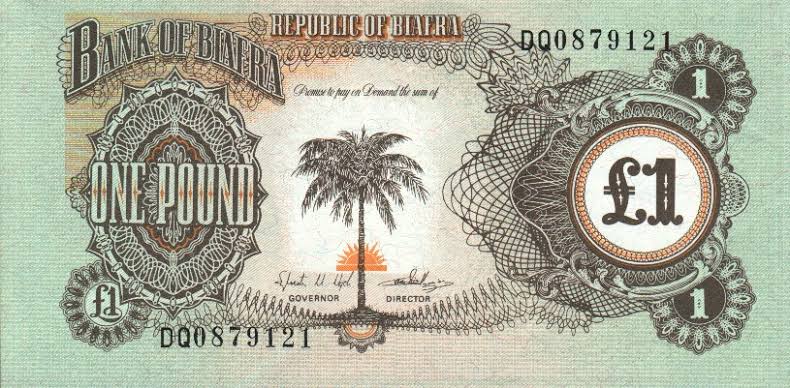 BANK OF BIAFRA
REPUBLIC OF BIAFRA
DQ0879121
1
Promise to pay on Demand the sum of
ONE POUND
£1
GOVERNOR
DIRECTOR
£1
1
DQ0879121